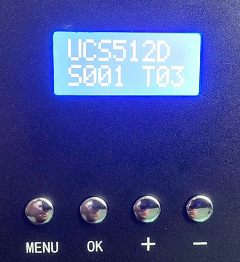 UCS512D
S001 T03
MENU OK + −